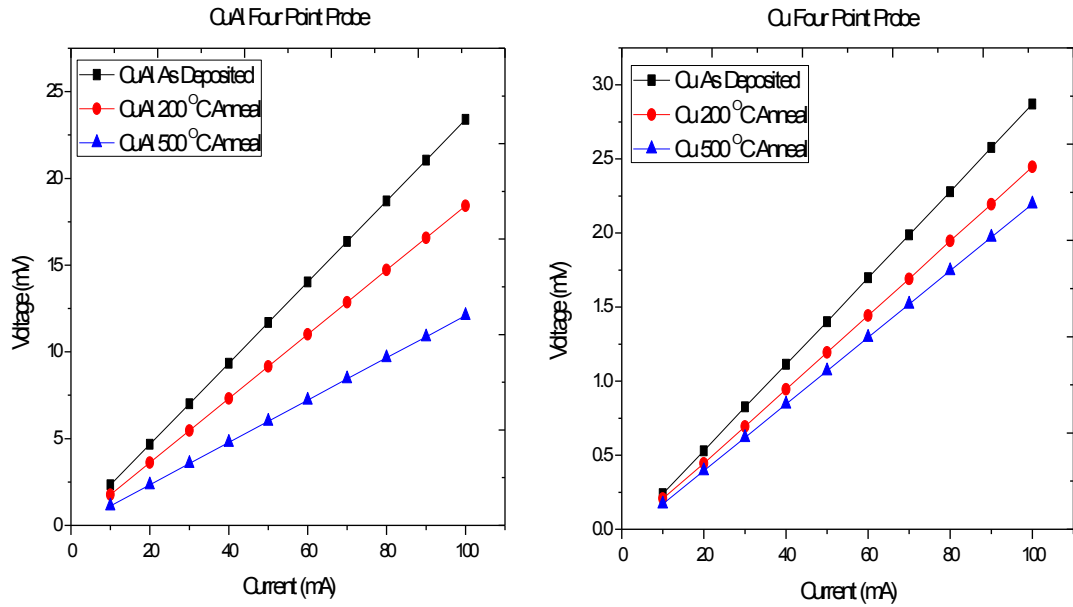 CuAl Four Point Probe
CuAl As Deposited
CuAl 200 °C Anneal
CuAl 500 °C Anneal
25
20
15
10
5
0
Voltage (mV)
0 20 40 60 80 100
Current (mA)
Cu Four Point Probe
Cu As Deposited
Cu 200 °C Anneal
Cu 500 °C Anneal
3.0
2.5
2.0
1.5
1.0
0.5
0.0
Voltage (mV)
0 20 40 60 80 100
Current (mA)